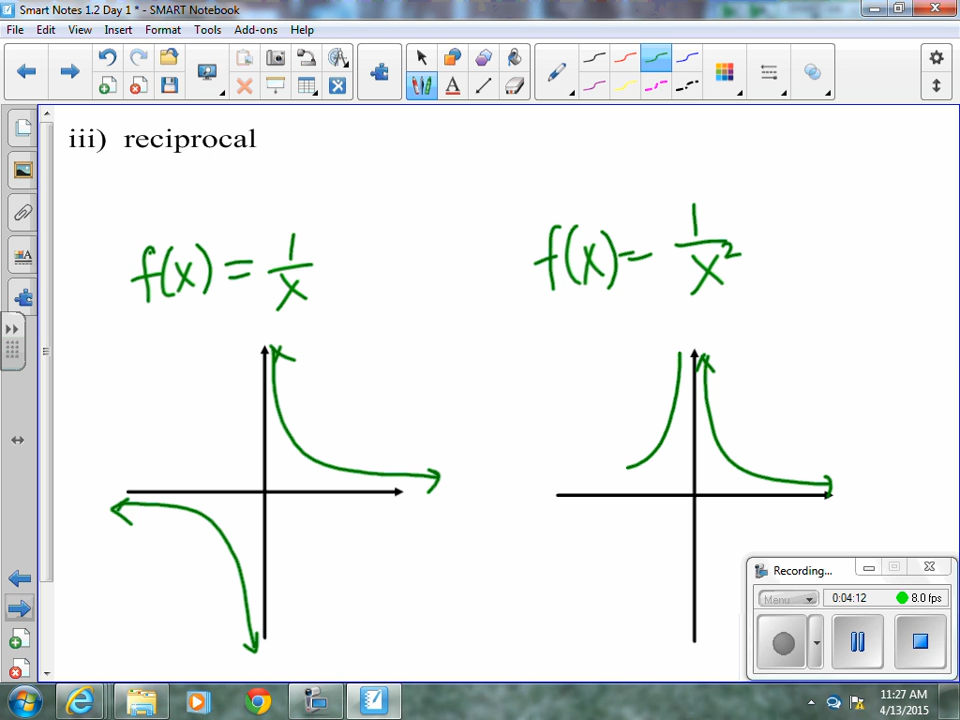 Smart Notes 1.2 Day 1 * - SMART Notebook
File Edit View Insert Format Tools Add-ons Help
iii) reciprocal
f(x) = 1/x
f(x) = 1/x²
Recording...
Menu
0:04:12
8.0 fps
11:27 AM
4/13/2015